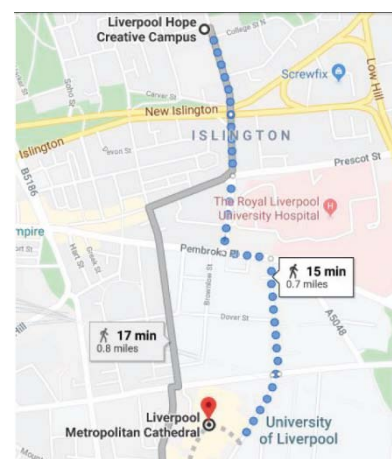 Liverpool Hope
Creative Campus
College St N
Screwfix
Low Hill
Soho St
Carver St
New Islington
ISLINGTON
Islington
Devon St
Prescot St
B5186
The Royal Liverpool
University Hospital
mpire
Hart St
Pembroke Pl
15 min
0.7 miles
Brownlow St
Dover St
A5048
17 min
0.8 miles
Liverpool
Metropolitan Cathedral
University
of Liverpool